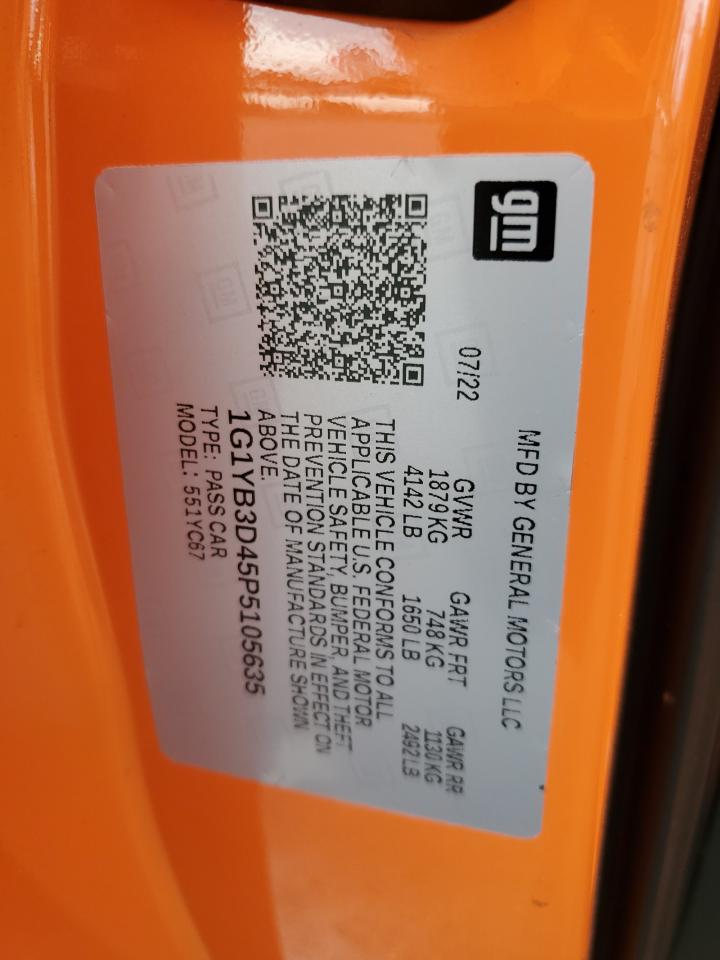 gm
MFD BY GENERAL MOTORS LLC
07/22
GVWR GAWR FRT GAWR RR
1879 KG 748 KG 1130 KG
4142 LB 1650 LB 2492 LB
THIS VEHICLE CONFORMS TO ALL
APPLICABLE U.S. FEDERAL MOTOR
VEHICLE SAFETY, BUMPER, AND THEFT
PREVENTION STANDARDS IN EFFECT ON
THE DATE OF MANUFACTURE SHOWN
ABOVE.
1G1YB3D45P5105635
TYPE: PASS CAR
MODEL: 551YC67